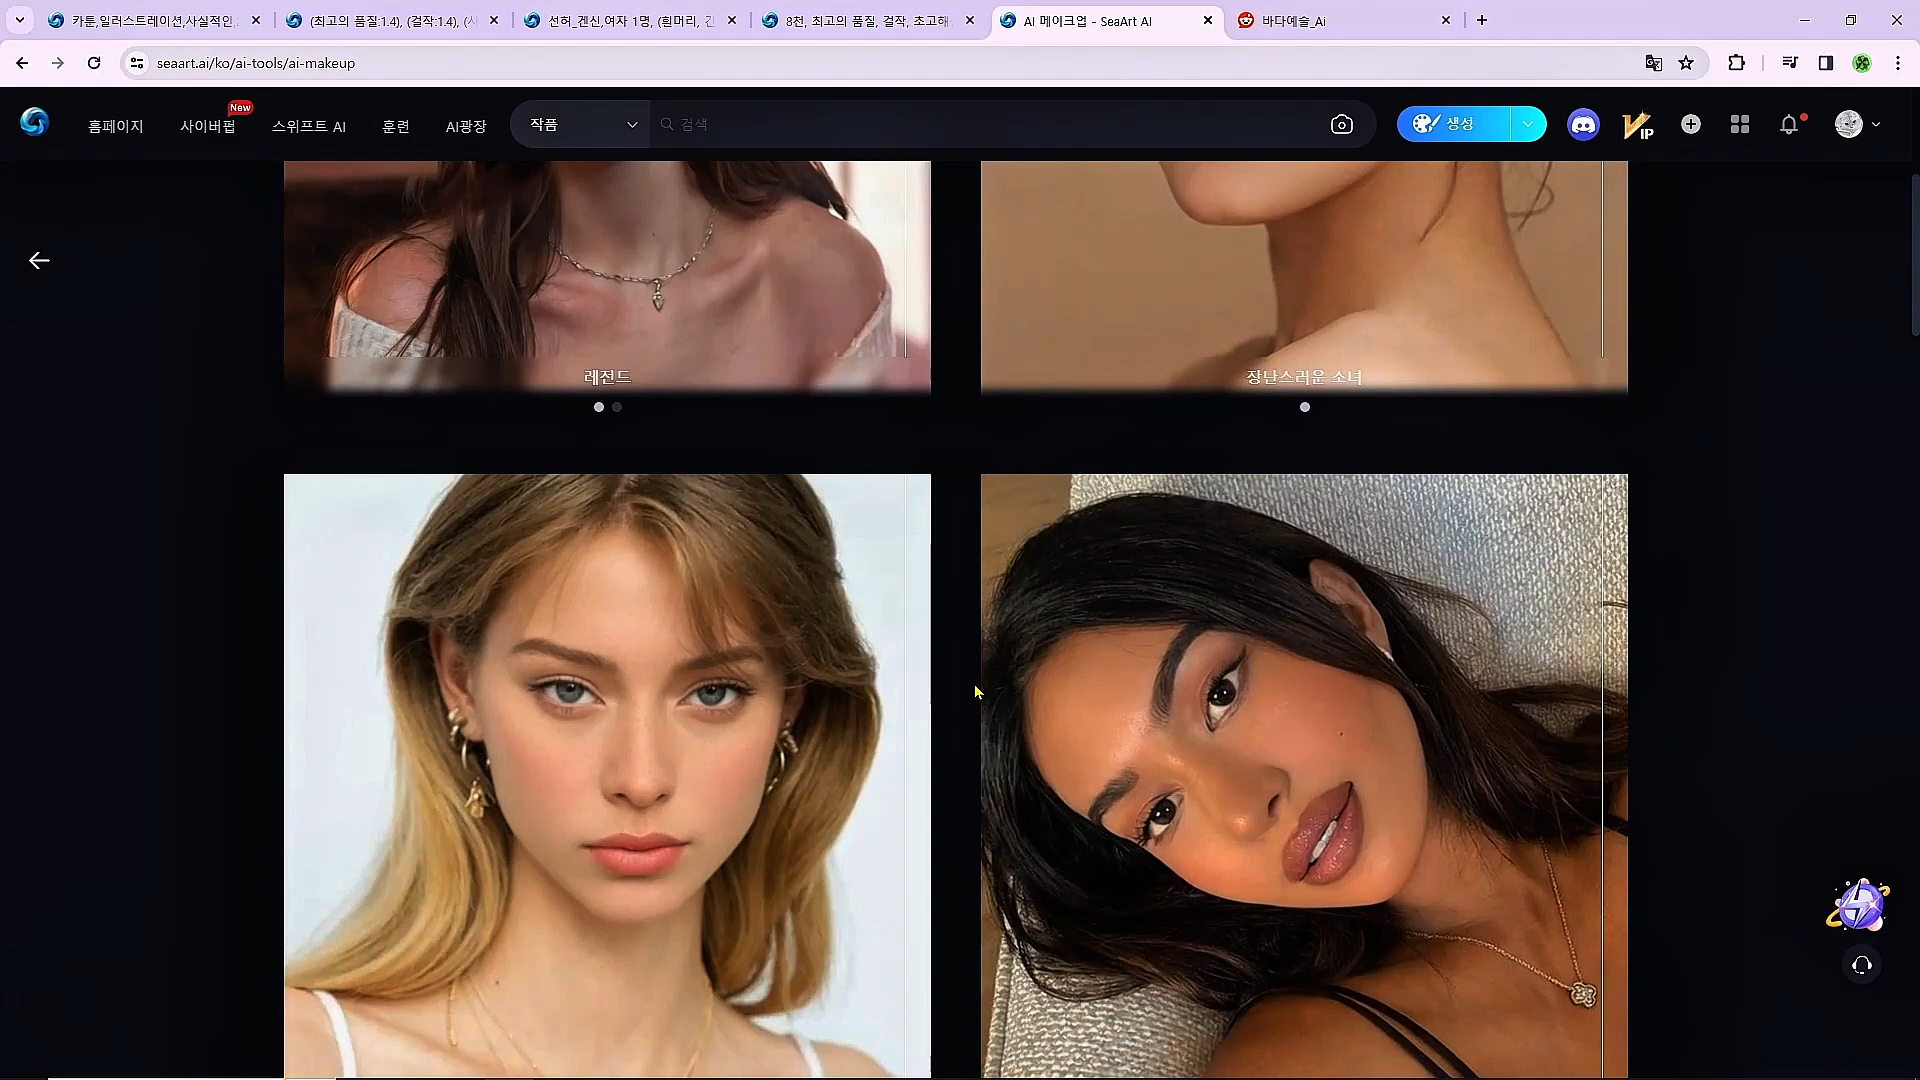 카툰,일러스트레이션,사실적인,
(최고의 품질:1.4), (걸작:1.4), (사
선허_겐신,여자 1명, (흰머리, 긴
8천, 최고의 품질, 걸작, 초고해
AI 메이크업 - SeaArt AI
바다예술_Ai
seaart.ai/ko/ai-tools/ai-makeup
홈페이지
사이버펍
New
스위프트 AI
훈련
AI광장
작품
검색
생성
VIP
레전드
장난스러운 소녀